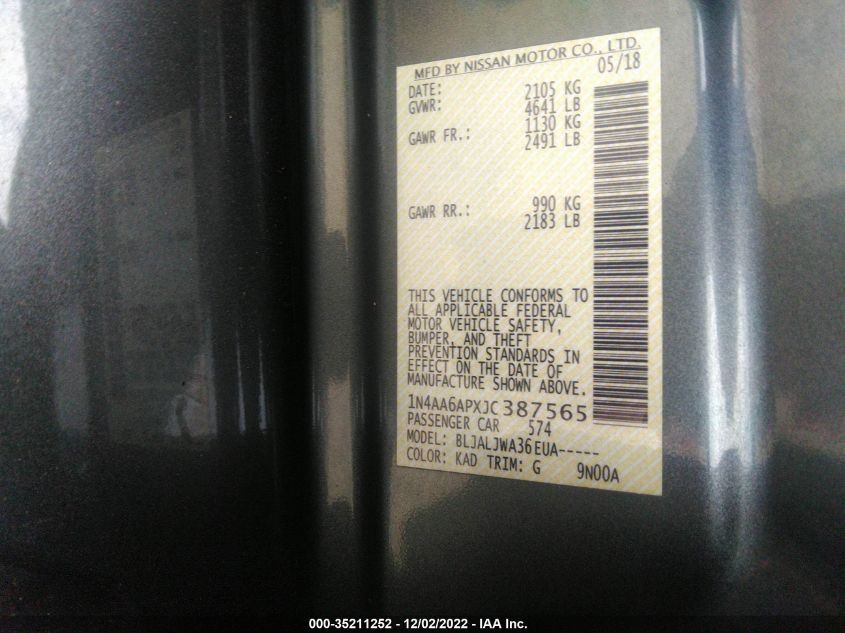 MFD BY NISSAN MOTOR CO., LTD.
DATE: 05/18
GVWR: 2105 KG
4641 LB
GAWR FR.: 1130 KG
2491 LB
GAWR RR.: 990 KG
2183 LB
THIS VEHICLE CONFORMS TO
ALL APPLICABLE FEDERAL
MOTOR VEHICLE SAFETY,
BUMPER, AND THEFT
PREVENTION STANDARDS IN
EFFECT ON THE DATE OF
MANUFACTURE SHOWN ABOVE.
1N4AA6APXJC387565
PASSENGER CAR 574
MODEL: BLJALJWA36EUA-----
COLOR: KAD TRIM: G 9N00A
000-35211252 - 12/02/2022 - IAA Inc.